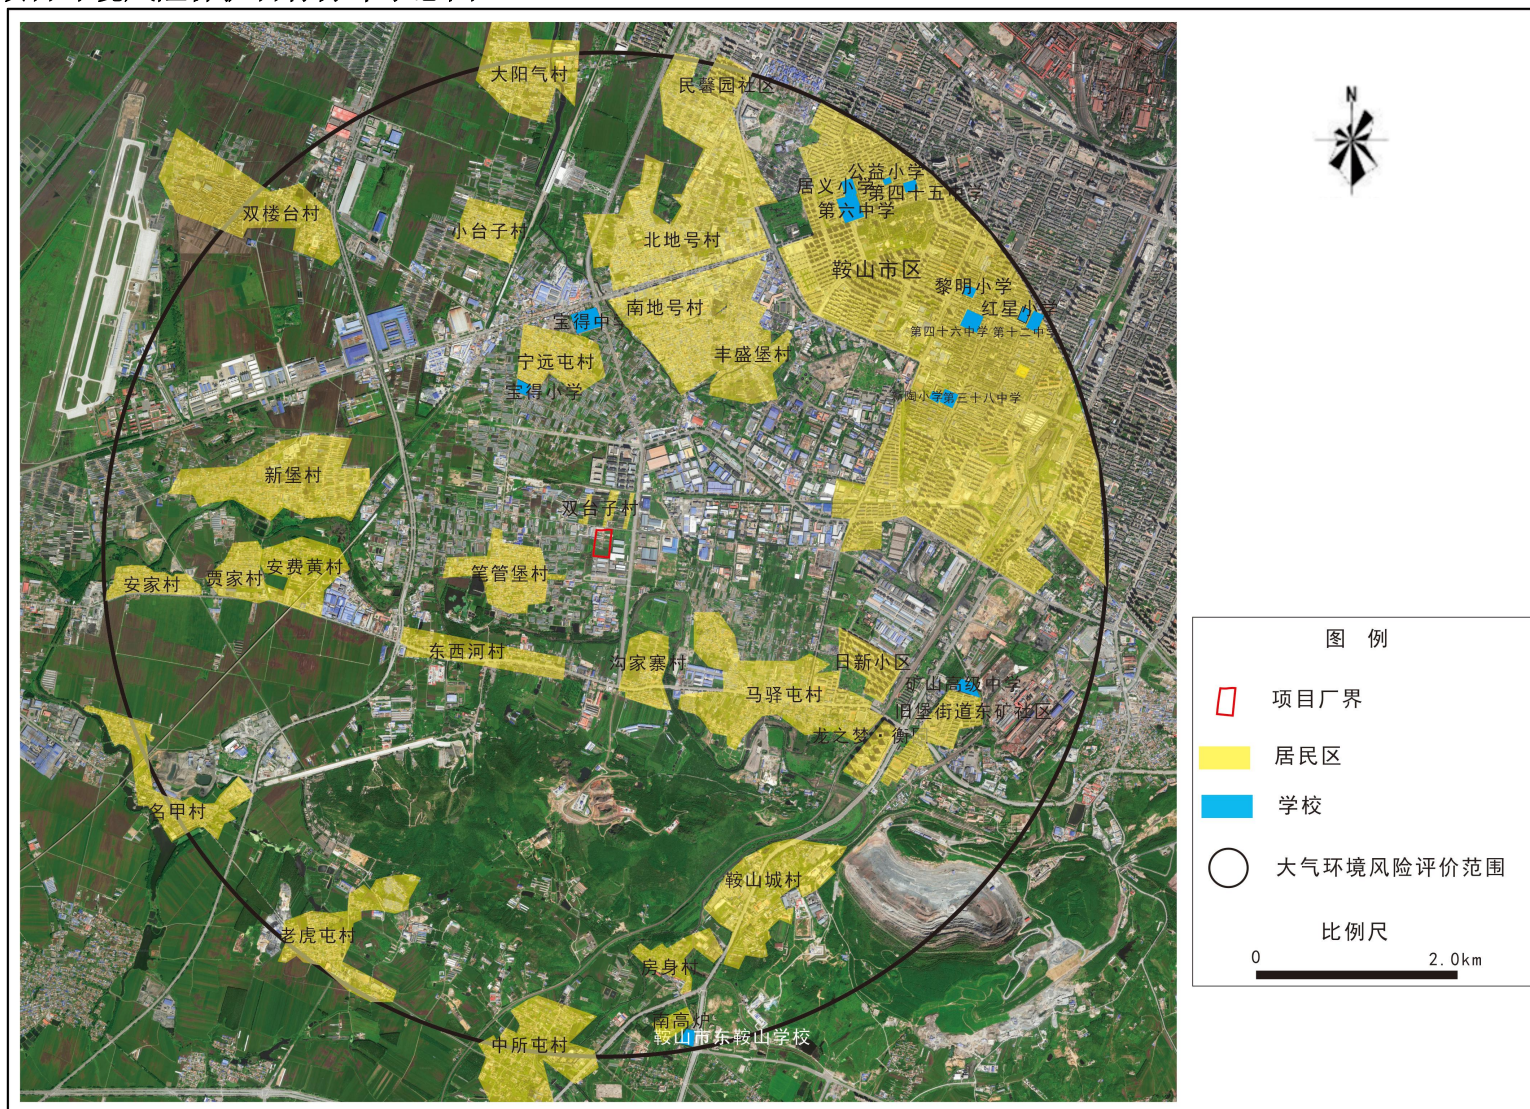 大阳气村
民馨园社区
公益小学
居义小学
第四十五中学
第六中学
双楼台村
小台子村
北地号村
鞍山市区
黎明小学
南地号村
红星小学
宝得中
第四十六中学
第十二中学
宁远屯村
丰盛堡村
宝得小学
陶小学
第三十八中学
新堡村
双台子村
安费黄村
笔管堡村
贾家村
安家村
东西河村
沟家寨村
日新小区
马驿屯村
矿山高级中学
旧堡街道东矿社区
龙之梦·衡
名甲村
鞍山城村
老虎屯村
房身村
南高炉
鞍山市东鞍山学校
中所屯村
N
图 例
项目厂界
居民区
学校
大气环境风险评价范围
比例尺
0 2.0km